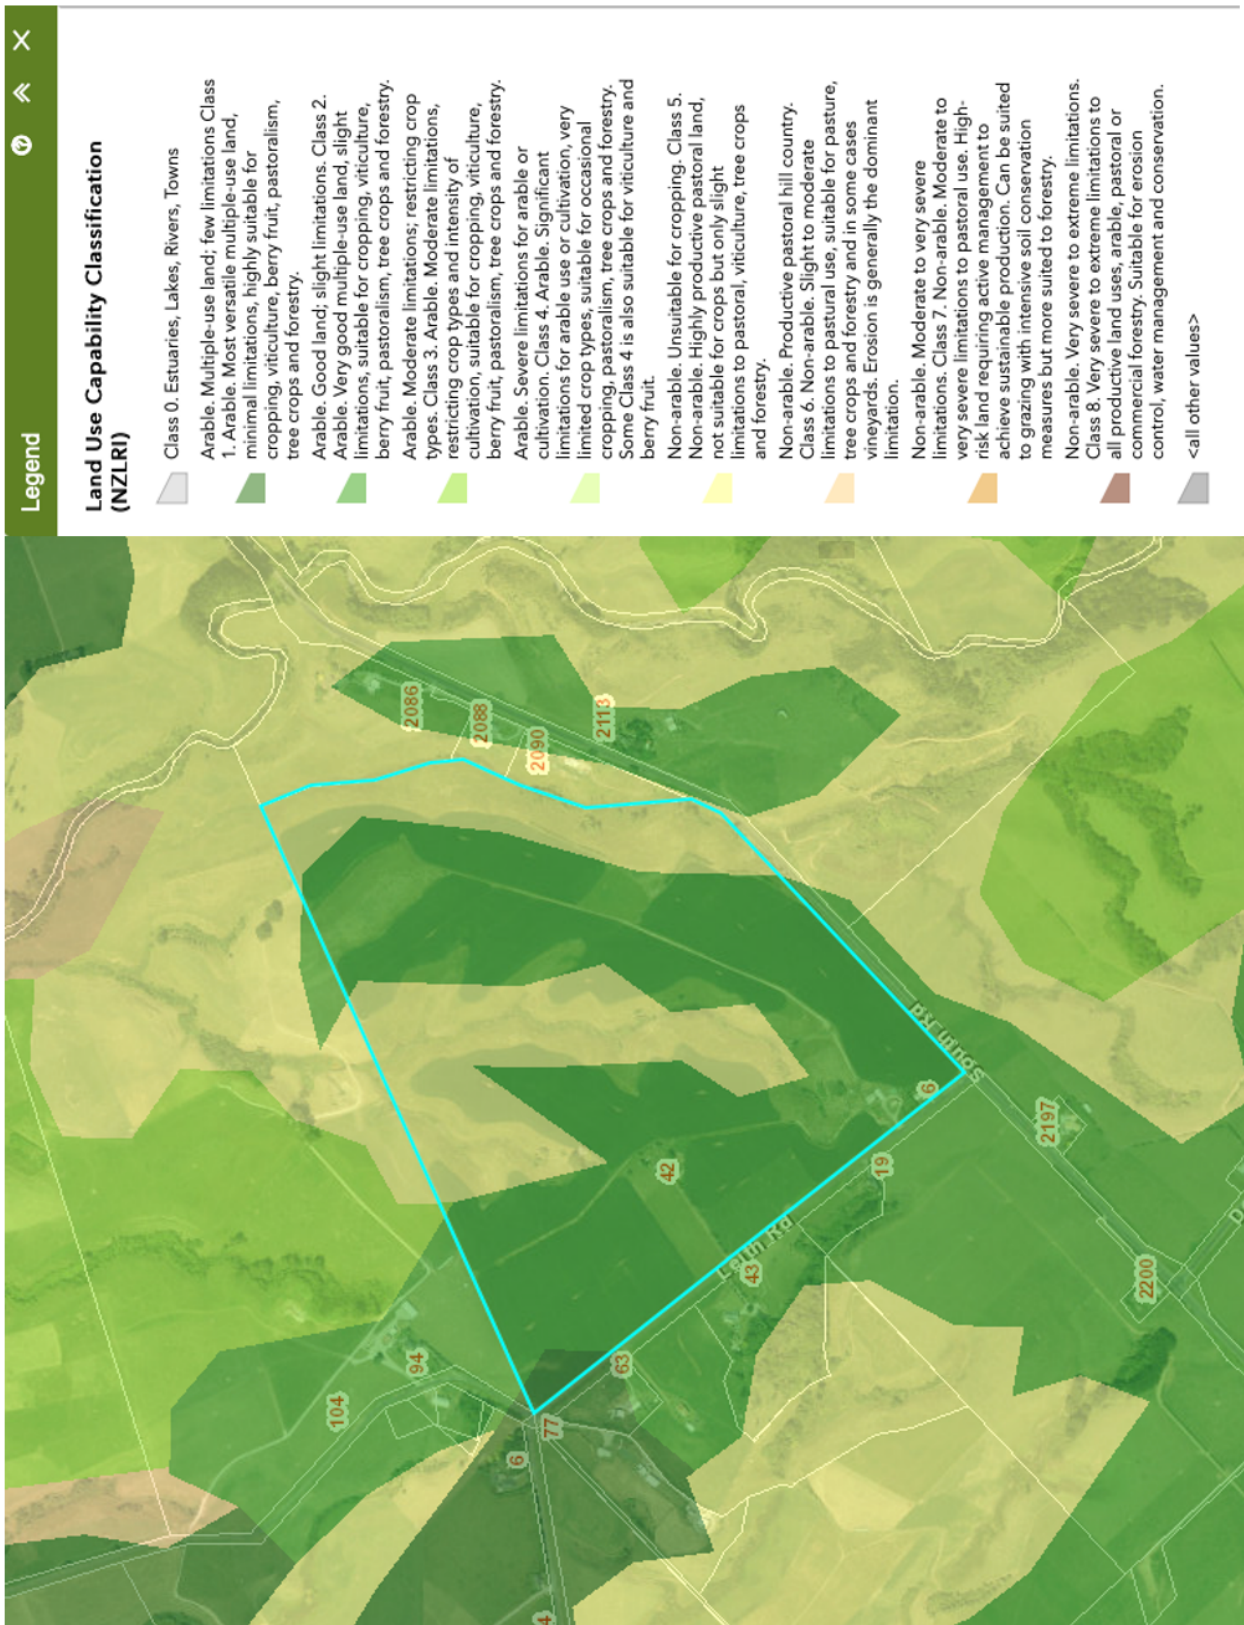 Legend
Land Use Capability Classification
(NZLRI)
Class 0. Estuaries, Lakes, Rivers, Towns
Arable. Multiple-use land; few limitations Class
1. Arable. Most versatile multiple-use land,
minimal limitations, highly suitable for
cropping, viticulture, berry fruit, pastoralism,
tree crops and forestry.
Arable. Good land; slight limitations. Class 2.
Arable. Very good multiple-use land, slight
limitations, suitable for cropping, viticulture,
berry fruit, pastoralism, tree crops and forestry.
Arable. Moderate limitations; restricting crop
types. Class 3. Arable. Moderate limitations,
restricting crop types and intensity of
cultivation, suitable for cropping, viticulture,
berry fruit, pastoralism, tree crops and forestry.
Arable. Severe limitations for arable or
cultivation. Class 4. Arable. Significant
limitations for arable use or cultivation, very
limited crop types, suitable for occasional
cropping, pastoralism, tree crops and forestry.
Some Class 4 is also suitable for viticulture and
berry fruit.
Non-arable. Unsuitable for cropping. Class 5.
Non-arable. Highly productive pastoral land,
not suitable for crops but only slight
limitations to pastoral, viticulture, tree crops
and forestry.
Non-arable. Productive pastoral hill country.
Class 6. Non-arable. Slight to moderate
limitations to pastural use, suitable for pasture,
tree crops and forestry and in some cases
vineyards. Erosion is generally the dominant
limitation.
Non-arable. Moderate to very severe
limitations. Class 7. Non-arable. Moderate to
very severe limitations to pastoral use. High-
risk land requiring active management to
achieve sustainable production. Can be suited
to grazing with intensive soil conservation
measures but more suited to forestry.
Non-arable. Very severe to extreme limitations.
Class 8. Very severe to extreme limitations to
all productive land uses, arable, pastoral or
commercial forestry. Suitable for erosion
control, water management and conservation.
<all other values>
104
94
6
77
4
63
43
Leith Rd
42
19
6
South Rd
2197
2200
2086
2088
2090
2113